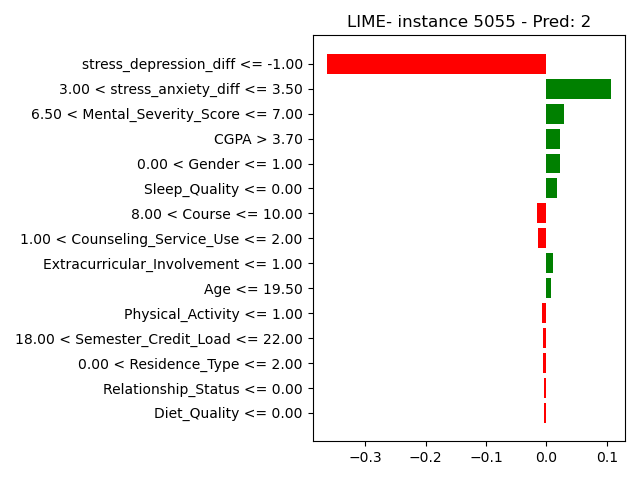 LIME- instance 5055 - Pred: 2
stress_depression_diff <= -1.00
3.00 < stress_anxiety_diff <= 3.50
6.50 < Mental_Severity_Score <= 7.00
CGPA > 3.70
0.00 < Gender <= 1.00
Sleep_Quality <= 0.00
8.00 < Course <= 10.00
1.00 < Counseling_Service_Use <= 2.00
Extracurricular_Involvement <= 1.00
Age <= 19.50
Physical_Activity <= 1.00
18.00 < Semester_Credit_Load <= 22.00
0.00 < Residence_Type <= 2.00
Relationship_Status <= 0.00
Diet_Quality <= 0.00
−0.3 −0.2 −0.1 0.0 0.1